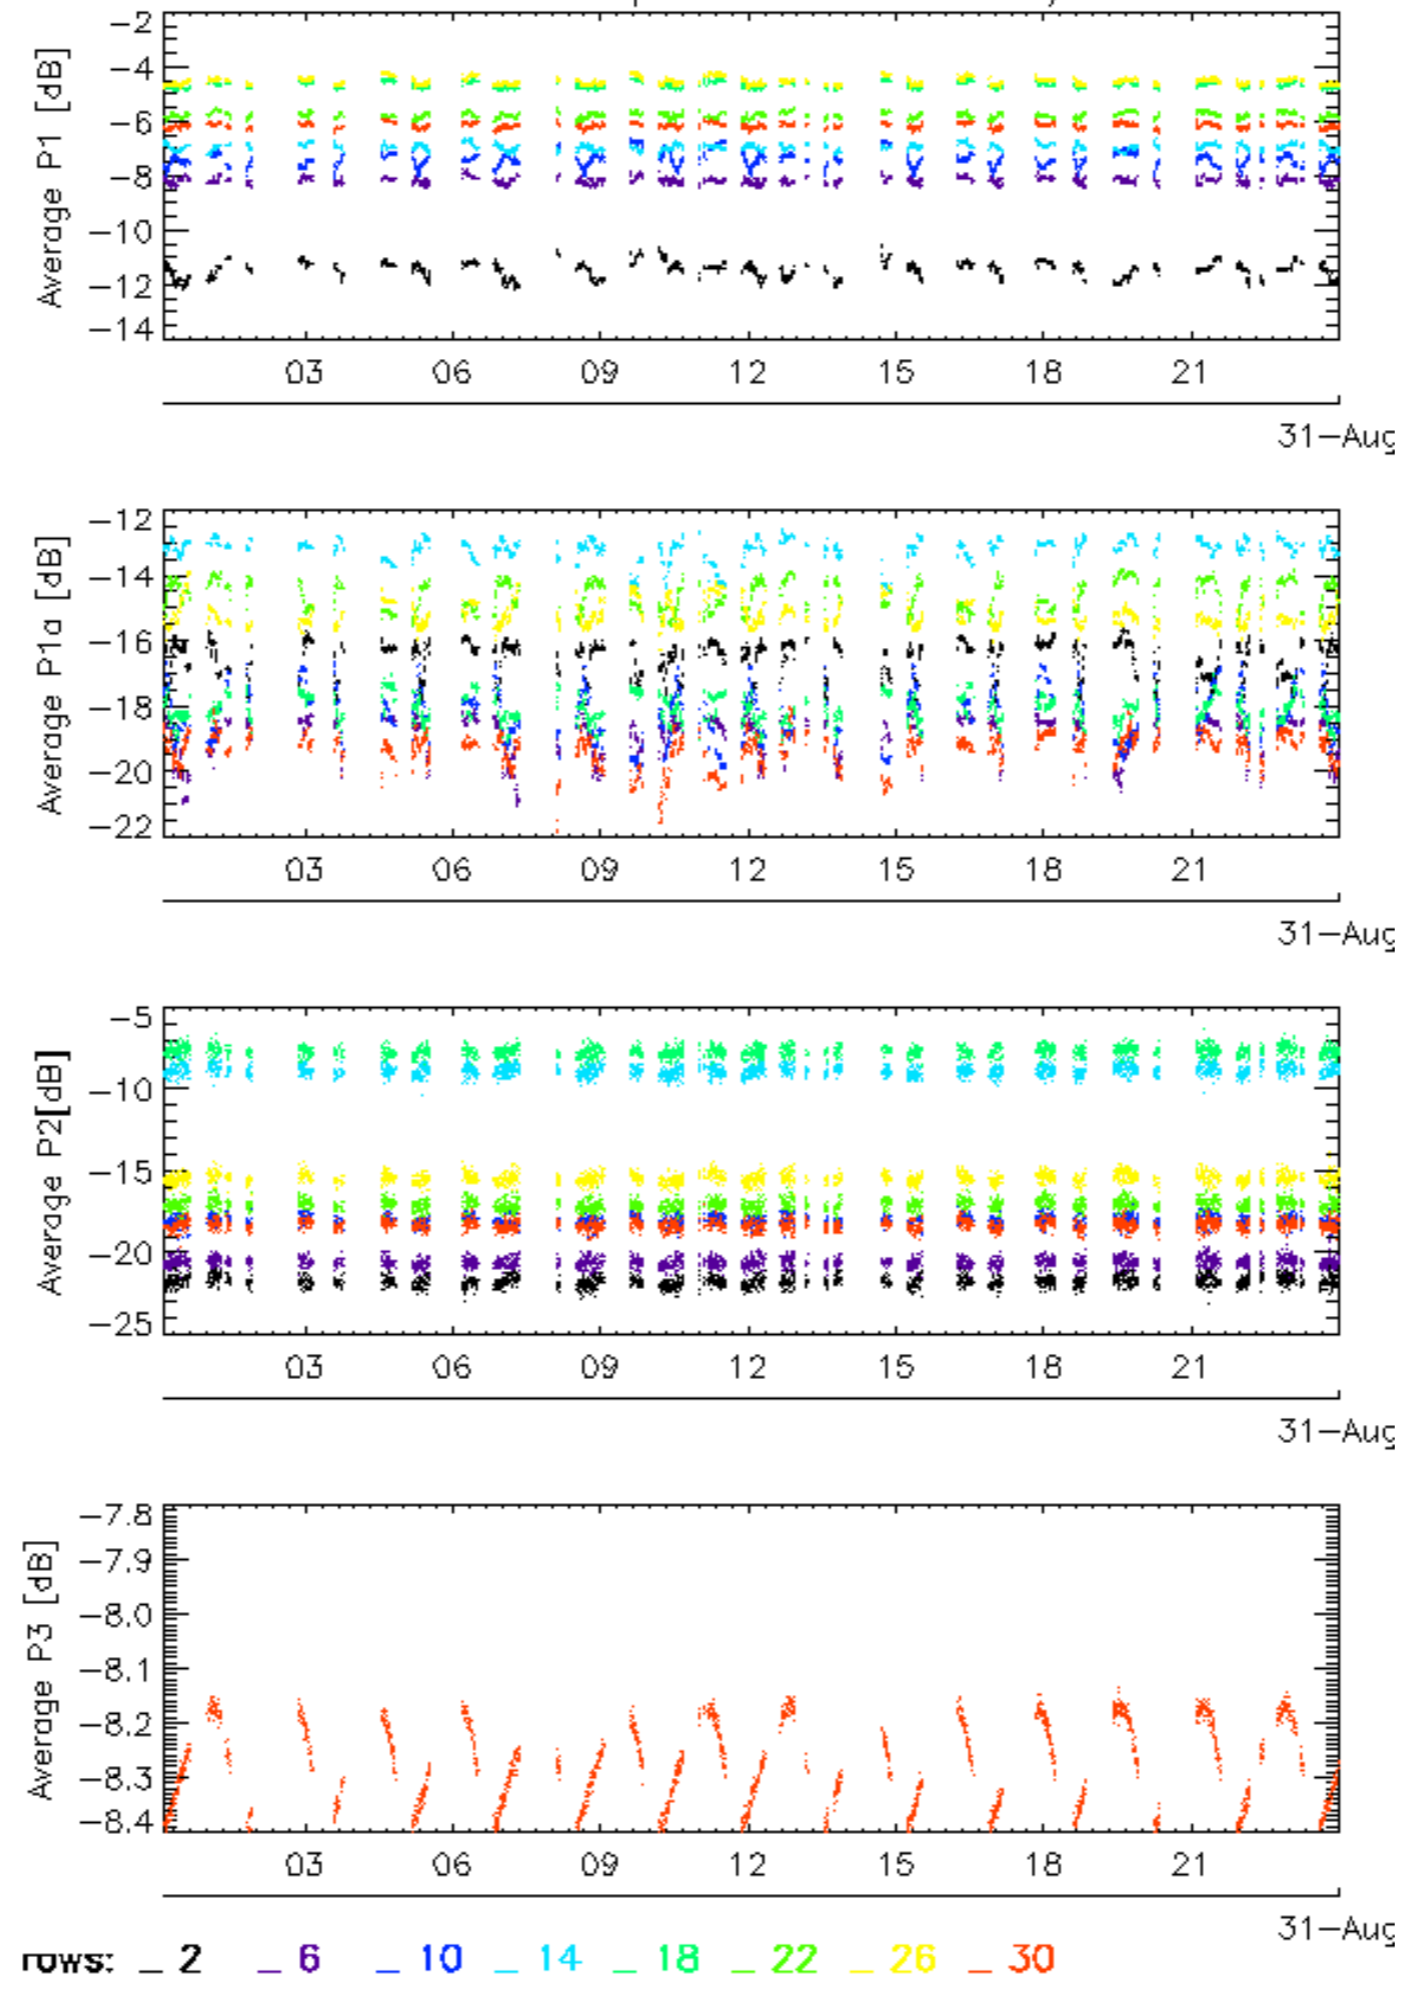 Average P1 [dB]
−2
−4
−6
−8
−10
−12
−14
03 06 09 12 15 18 21
31−Aug
Average P1a [dB]
−12
−14
−16
−18
−20
−22
03 06 09 12 15 18 21
31−Aug
Average P2[dB]
−5
−10
−15
−20
−25
03 06 09 12 15 18 21
31−Aug
Average P3 [dB]
−7.8
−7.9
−8.0
−8.1
−8.2
−8.3
−8.4
03 06 09 12 15 18 21
31−Aug
rows: _ 2 _ 6 _ 10 _ 14 _ 18 _ 22 _ 26 _ 30